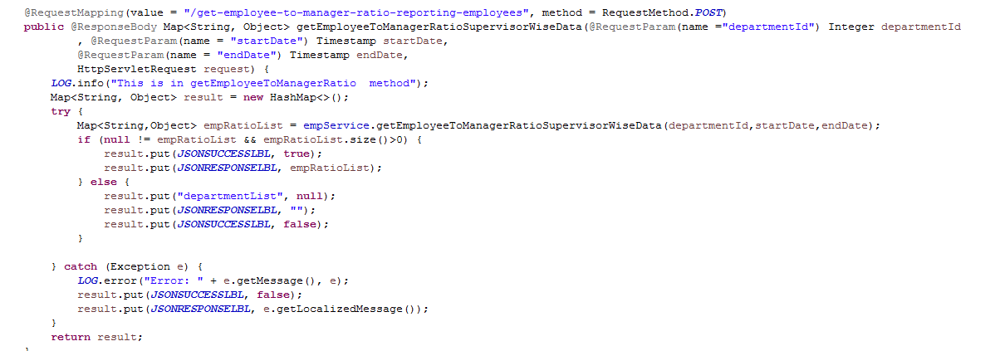 @RequestMapping(value = "/get-employee-to-manager-ratio-reporting-employees", method = RequestMethod.POST)
public @ResponseBody Map<String, Object> getEmployeeToManagerRatioSupervisorWiseData(@RequestParam(name ="departmentId") Integer departmentId
, @RequestParam(name = "startDate") Timestamp startDate,
@RequestParam(name = "endDate") Timestamp endDate,
HttpServletRequest request) {
LOG.info("This is in getEmployeeToManagerRatio  method");
Map<String, Object> result = new HashMap<>();
try {
Map<String,Object> empRatioList = empService.getEmployeeToManagerRatioSupervisorWiseData(departmentId,startDate,endDate);
if (null != empRatioList && empRatioList.size()>0) {
result.put(JSONSUCCESSLBL, true);
result.put(JSONRESPONSELBL, empRatioList);
} else {
result.put("departmentList", null);
result.put(JSONRESPONSELBL, "");
result.put(JSONSUCCESSLBL, false);
}
} catch (Exception e) {
LOG.error("Error: " + e.getMessage(), e);
result.put(JSONSUCCESSLBL, false);
result.put(JSONRESPONSELBL, e.getLocalizedMessage());
}
return result;